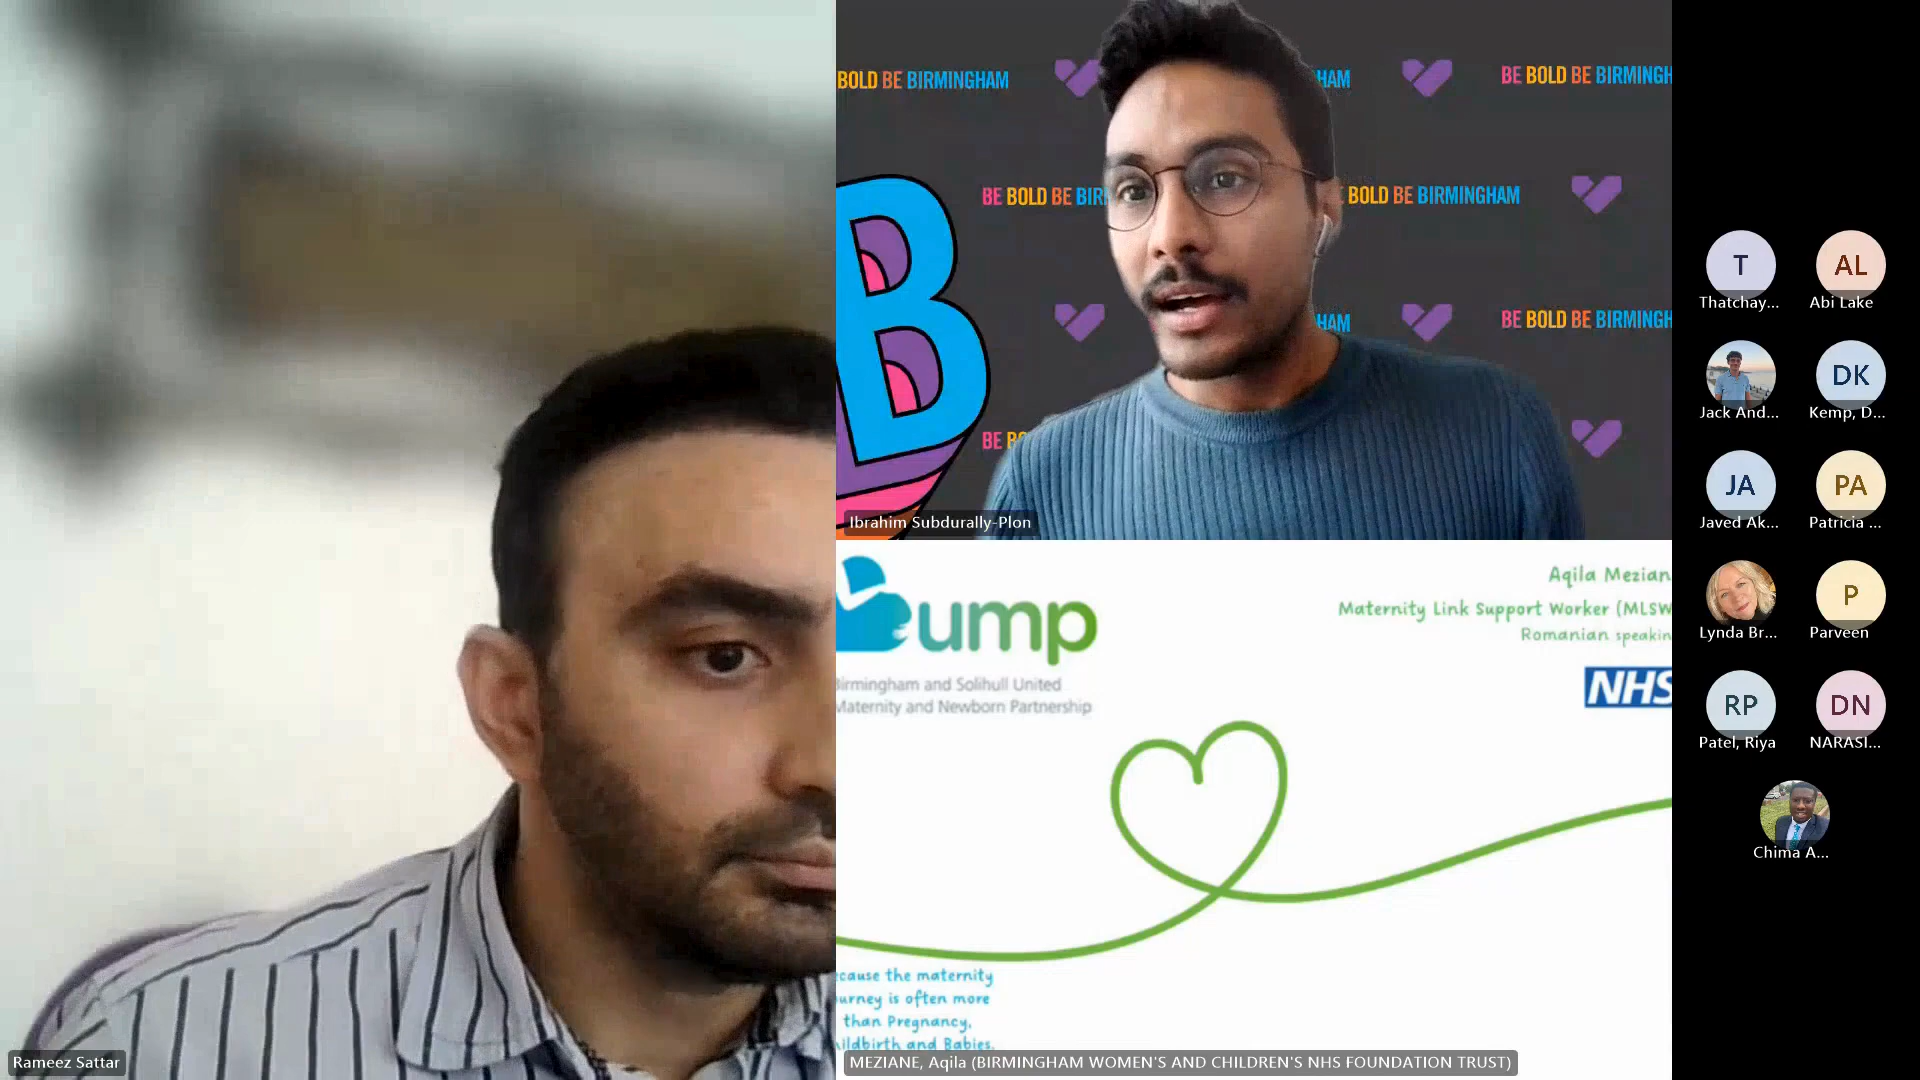 Rameez Sattar
BOLD BE BIRMINGHAM
HAM
BE BOLD BE BIRMINGH
BE BOLD BE BIR
BOLD BE BIRMINGHAM
HAM
BE BOLD BE BIRMINGH
BE BO
B
Ibrahim Subdurally-Plon
Bump
Birmingham and Solihull United
Maternity and Newborn Partnership
Aqila Mezian
Maternity Link Support Worker (MLSW
Romanian speakin
NHS
cause the maternity
urney is often more
than Pregnancy,
ildbirth and Babies.
MEZIANE, Aqila (BIRMINGHAM WOMEN'S AND CHILDREN'S NHS FOUNDATION TRUST)
T
Thatchay...
AL
Abi Lake
Jack And...
DK
Kemp, D...
JA
Javed Ak...
PA
Patricia ...
Lynda Br...
P
Parveen
RP
Patel, Riya
DN
NARASI...
Chima A...